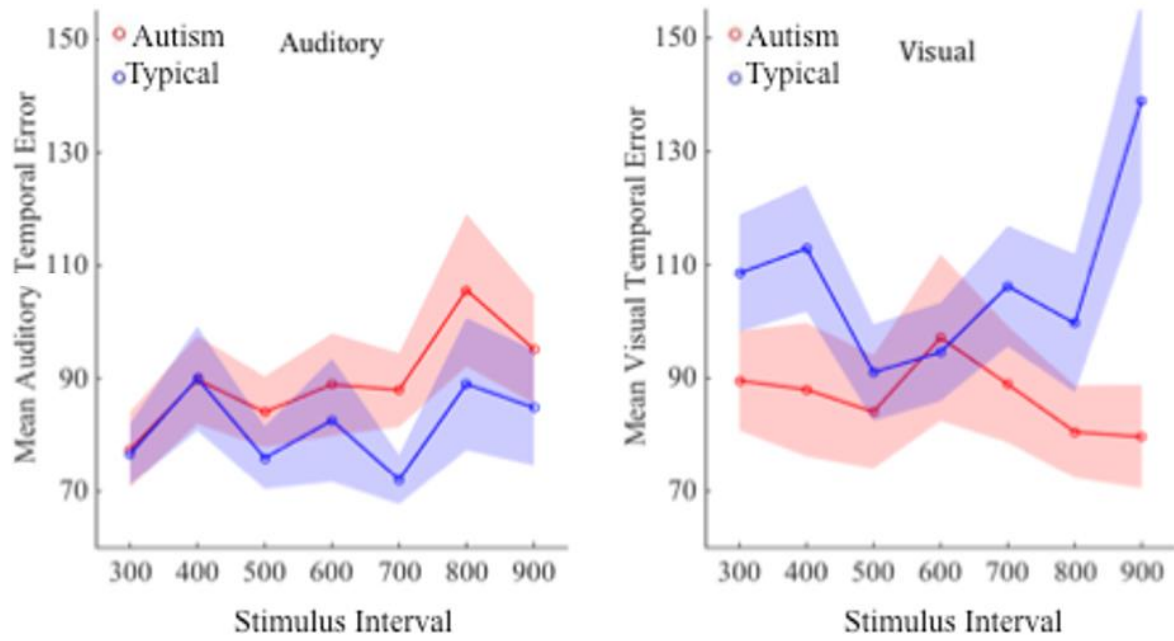 Autism
Typical
Auditory
Mean Auditory Temporal Error
150
130
110
90
70
300 400 500 600 700 800 900
Stimulus Interval
Autism
Typical
Visual
Mean Visual Temporal Error
150
130
110
90
70
300 400 500 600 700 800 900
Stimulus Interval